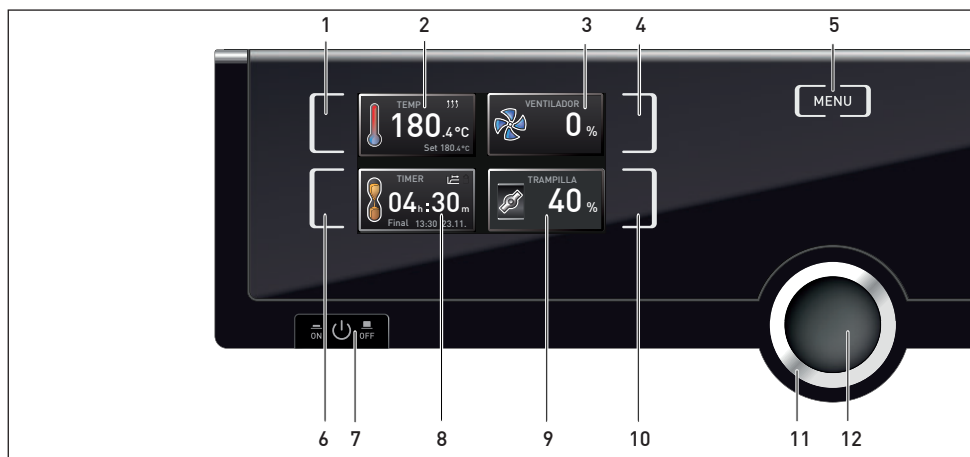 1 2 3 4 5
MENU
TEMP
180.4°C
Set 180.4°C
VENTILADOR
0 %
TIMER
04h:30m
Final 13:30 23.11.
TRAMPILLA
40 %
ON OFF
6 7 8 9 10 11 12